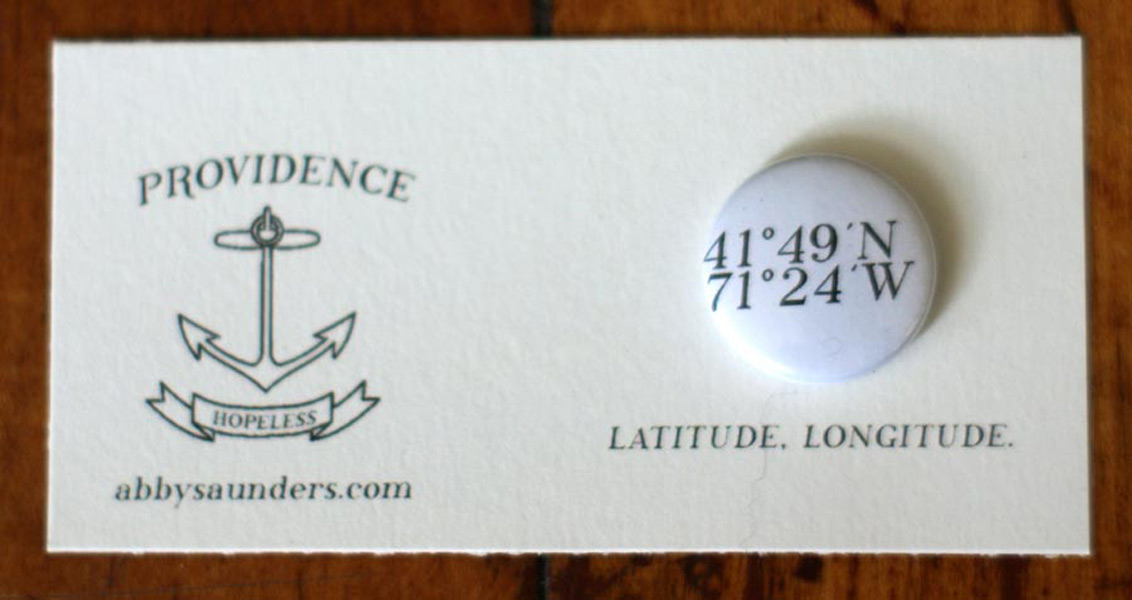 PROVIDENCE
HOPELESS
abbysaunders.com
41°49′N
71°24′W
LATITUDE, LONGITUDE.